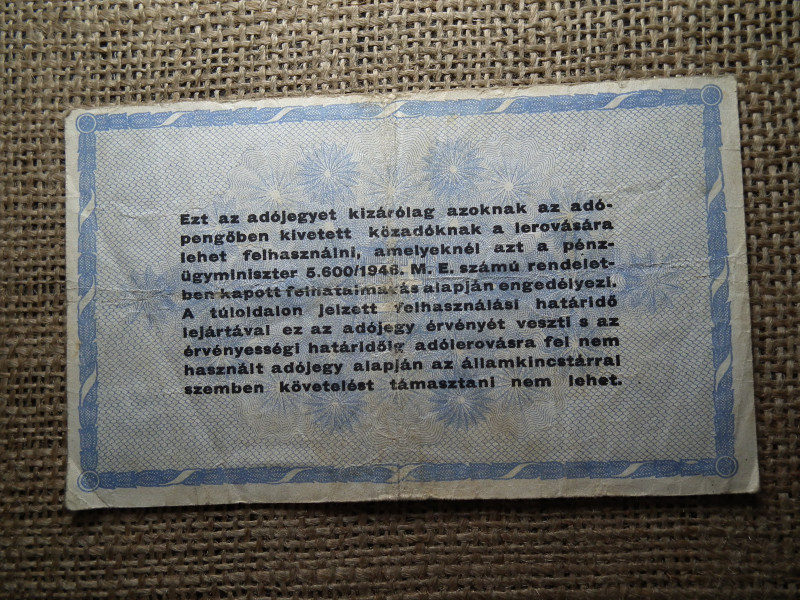 Ezt az adójegyet kizárólag azoknak az adó-
pengőben kivetett közadóknak a lerovására
lehet felhasználni, amelyeknél azt a pénz-
ügyminiszter 5.600/1946. M. E. számú rendelet-
ben kapott felhatalmazás alapján engedélyezi.
A túloldalon jelzett felhasználási határidő
lejártával ez az adójegy érvényét veszti s az
érvényességi határidőig adólerovásra fel nem
használt adójegy alapján az államkincstárral
szemben követelést támasztani nem lehet.